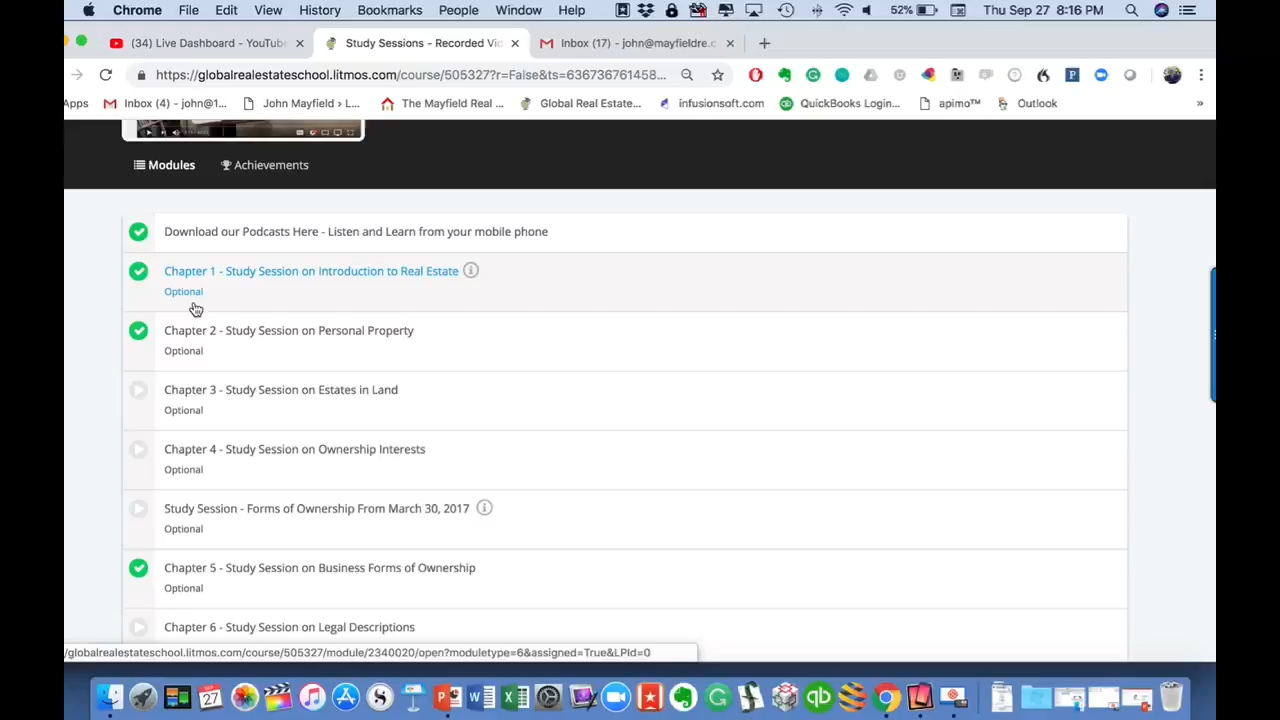 Chrome File Edit View History Bookmarks People Window Help 52% Thu Sep 27 8:16 PM
(34) Live Dashboard - YouTube Study Sessions - Recorded Vid Inbox (17) - john@mayfieldre.c
https://globalrealestateschool.litmos.com/course/505327?r=False&ts=636736761458...
Apps Inbox (4) - john@1... John Mayfield › L... The Mayfield Real ... Global Real Estate... infusionsoft.com QuickBooks Login... apimo™ Outlook »
Modules Achievements
Download our Podcasts Here - Listen and Learn from your mobile phone
Chapter 1 - Study Session on Introduction to Real Estate
Optional
Chapter 2 - Study Session on Personal Property
Optional
Chapter 3 - Study Session on Estates in Land
Optional
Chapter 4 - Study Session on Ownership Interests
Optional
Study Session - Forms of Ownership From March 30, 2017
Optional
Chapter 5 - Study Session on Business Forms of Ownership
Optional
Chapter 6 - Study Session on Legal Descriptions
/globalrealestateschool.litmos.com/course/505327/module/2340020/open?moduletype=6&assigned=True&LPId=0